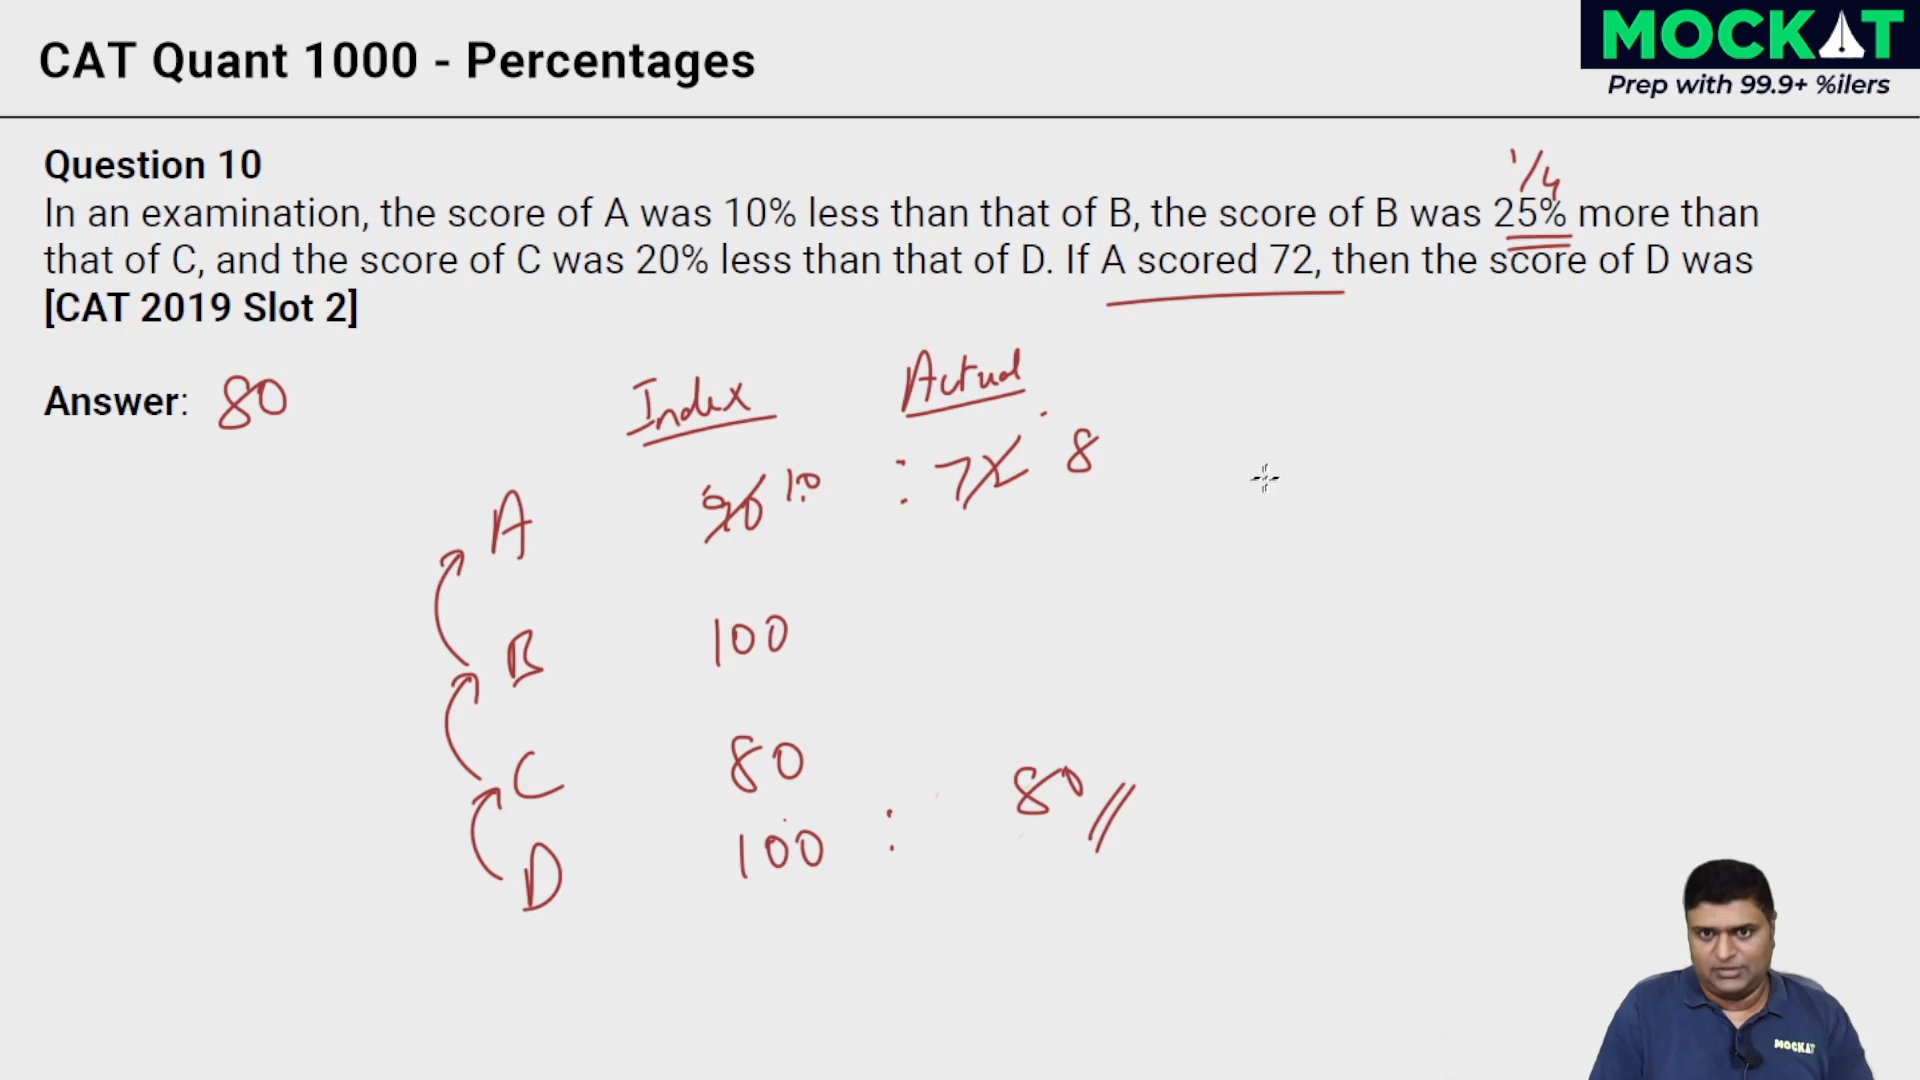 CAT Quant 1000 - Percentages
MOCKAT
Prep with 99.9+ %ilers
Question 10
1/4
In an examination, the score of A was 10% less than that of B, the score of B was 25% more than
that of C, and the score of C was 20% less than that of D. If A scored 72, then the score of D was
[CAT 2019 Slot 2]
Answer: 80
Index Actual
A 90 10 : 72 8
B 100
C 80
D 100 : 80 //
MOCKAT